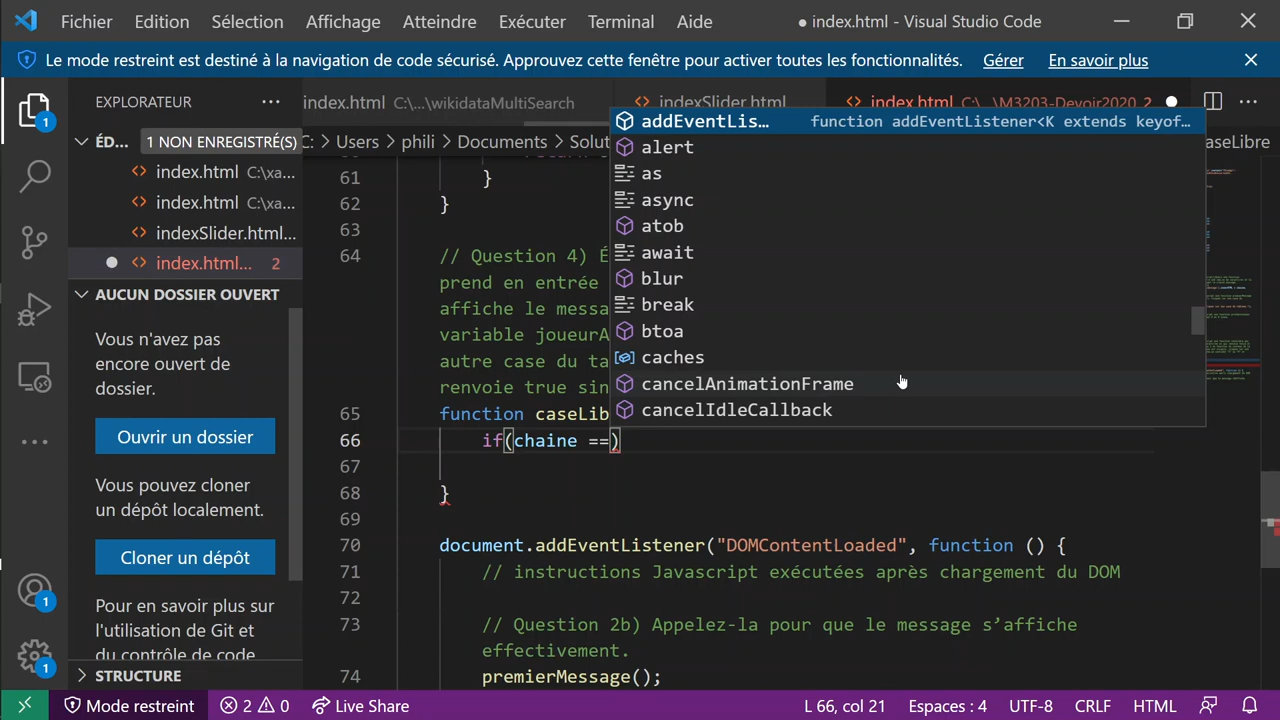 Fichier Edition Sélection Affichage Atteindre Exécuter Terminal Aide ● index.html - Visual Studio Code
Le mode restreint est destiné à la navigation de code sécurisé. Approuvez cette fenêtre pour activer toutes les fonctionnalités. Gérer En savoir plus
EXPLORATEUR
index.html C:\...\wikidataMultiSearch
indexSlider.html
index.html C:\...\M3203-Devoir2020 2
ÉD... 1 NON ENREGISTRÉ(S)
C: > Users > phili > Documents > Solut
aseLibre
index.html C:\xa...
index.html C:\xa...
indexSlider.html...
index.html... 2
AUCUN DOSSIER OUVERT
Vous n'avez pas
encore ouvert de
dossier.
Ouvrir un dossier
Vous pouvez cloner
un dépôt localement.
Cloner un dépôt
Pour en savoir plus sur
l'utilisation de Git et
du contrôle de code
STRUCTURE
61 }
62 }
63
64 // Question 4) É
prend en entrée
affiche le messa
variable joueurA
autre case du ta
renvoie true sin
65 function caseLib
66 if(chaine ==)
67
68 }
69
70 document.addEventListener("DOMContentLoaded", function () {
71 // instructions Javascript exécutées après chargement du DOM
72
73 // Question 2b) Appelez-la pour que le message s’affiche
effectivement.
74 premierMessage();
addEventLis... function addEventListener<K extends keyof...
alert
as
async
atob
await
blur
break
btoa
caches
cancelAnimationFrame
cancelIdleCallback
1
1
1
Mode restreint 2 0 Live Share L 66, col 21 Espaces : 4 UTF-8 CRLF HTML